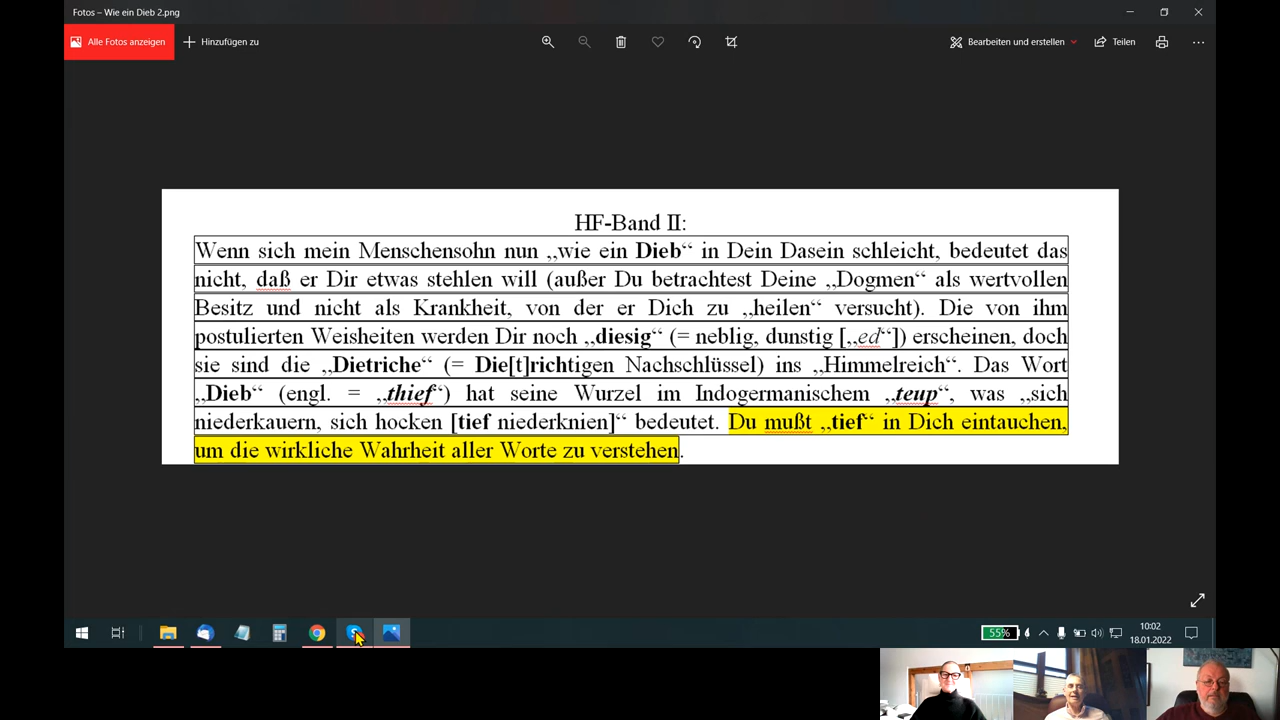 Fotos – Wie ein Dieb 2.png
Alle Fotos anzeigen
Hinzufügen zu
Bearbeiten und erstellen
Teilen
HF-Band II:
Wenn sich mein Menschensohn nun ,,wie ein Dieb“ in Dein Dasein schleicht, bedeutet das
nicht, daß er Dir etwas stehlen will (außer Du betrachtest Deine ,,Dogmen“ als wertvollen
Besitz und nicht als Krankheit, von der er Dich zu ,,heilen“ versucht). Die von ihm
postulierten Weisheiten werden Dir noch ,,diesig“ (= neblig, dunstig [,,ed“]) erscheinen, doch
sie sind die ,,Dietriche“ (= Die[t]richtigen Nachschlüssel) ins ,,Himmelreich“. Das Wort
,,Dieb“ (engl. = ,,thief“) hat seine Wurzel im Indogermanischem ,,teup“, was ,,sich
niederkauern, sich hocken [tief niederknien]“ bedeutet. Du mußt ,,tief“ in Dich eintauchen,
um die wirkliche Wahrheit aller Worte zu verstehen.
55%
10:02
18.01.2022